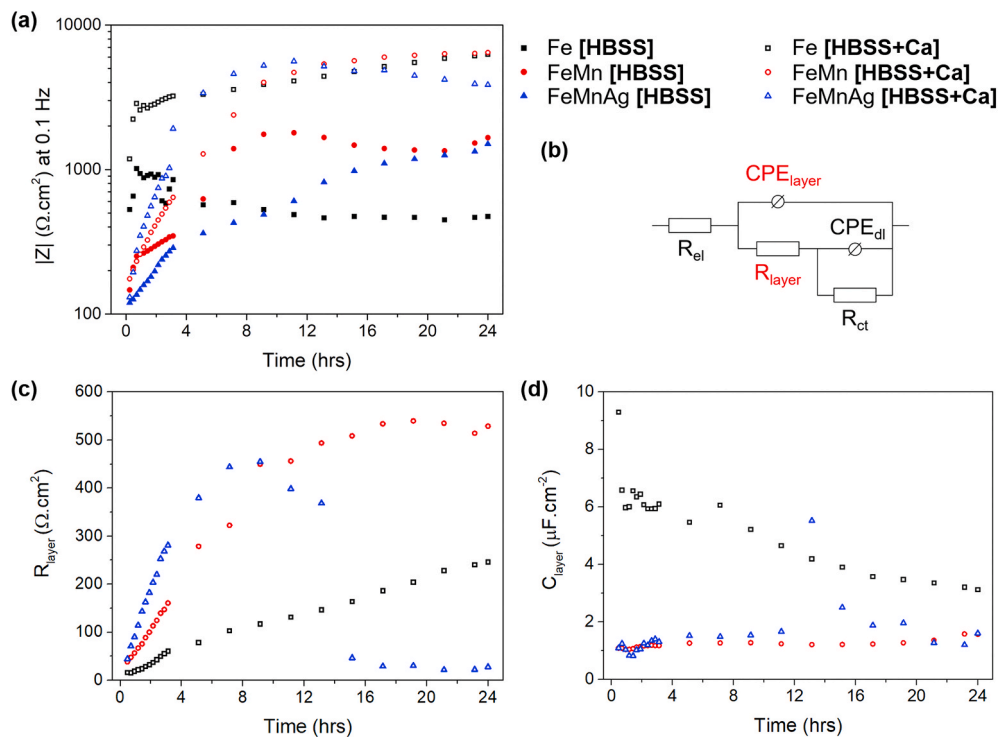 (a)
|Z| (Ω.cm²) at 0.1 Hz
10000
1000
100
0 4 8 12 16 20 24
Time (hrs)
Fe [HBSS]
FeMn [HBSS]
FeMnAg [HBSS]
Fe [HBSS+Ca]
FeMn [HBSS+Ca]
FeMnAg [HBSS+Ca]
(b)
CPElayer
CPEdl
Rel
Rlayer
Rct
(c)
Rlayer (Ω.cm²)
600
500
400
300
200
100
0
0 4 8 12 16 20 24
Time (hrs)
(d)
Clayer (μF.cm⁻²)
10
8
6
4
2
0
0 4 8 12 16 20 24
Time (hrs)